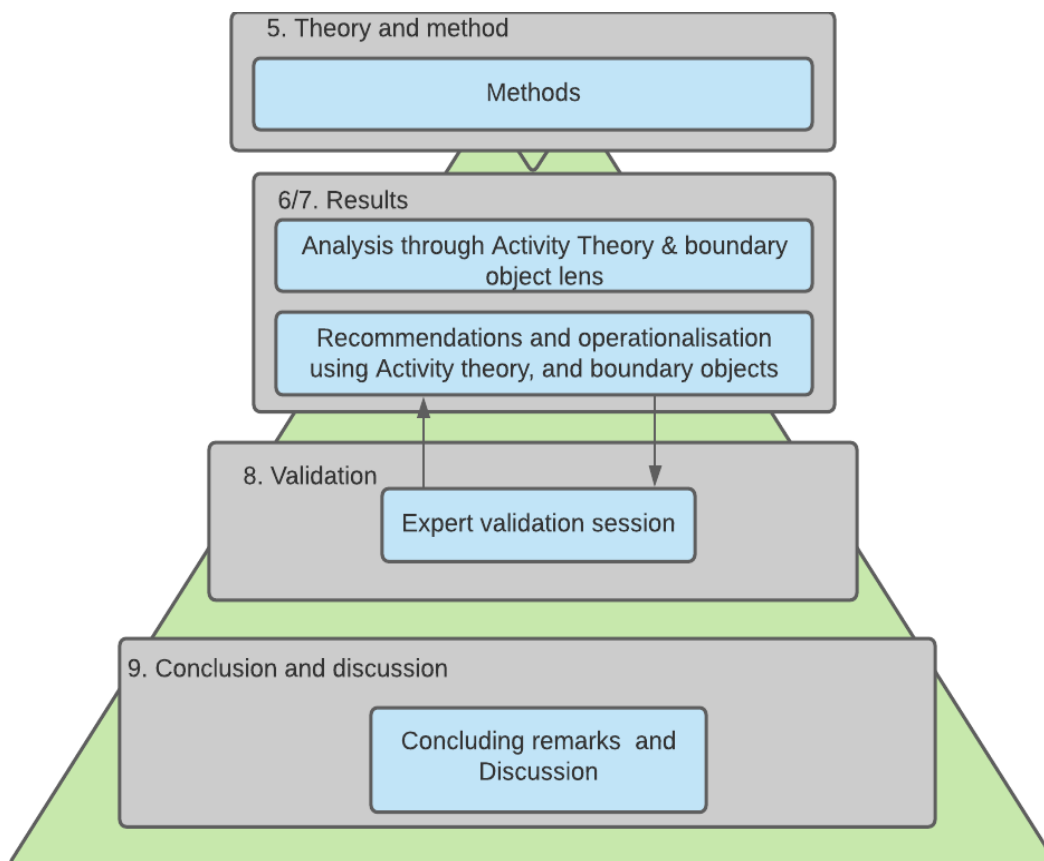 5. Theory and method
Methods
6/7. Results
Analysis through Activity Theory & boundary
object lens
Recommendations and operationalisation
using Activity theory, and boundary objects
8. Validation
Expert validation session
9. Conclusion and discussion
Concluding remarks  and
Discussion